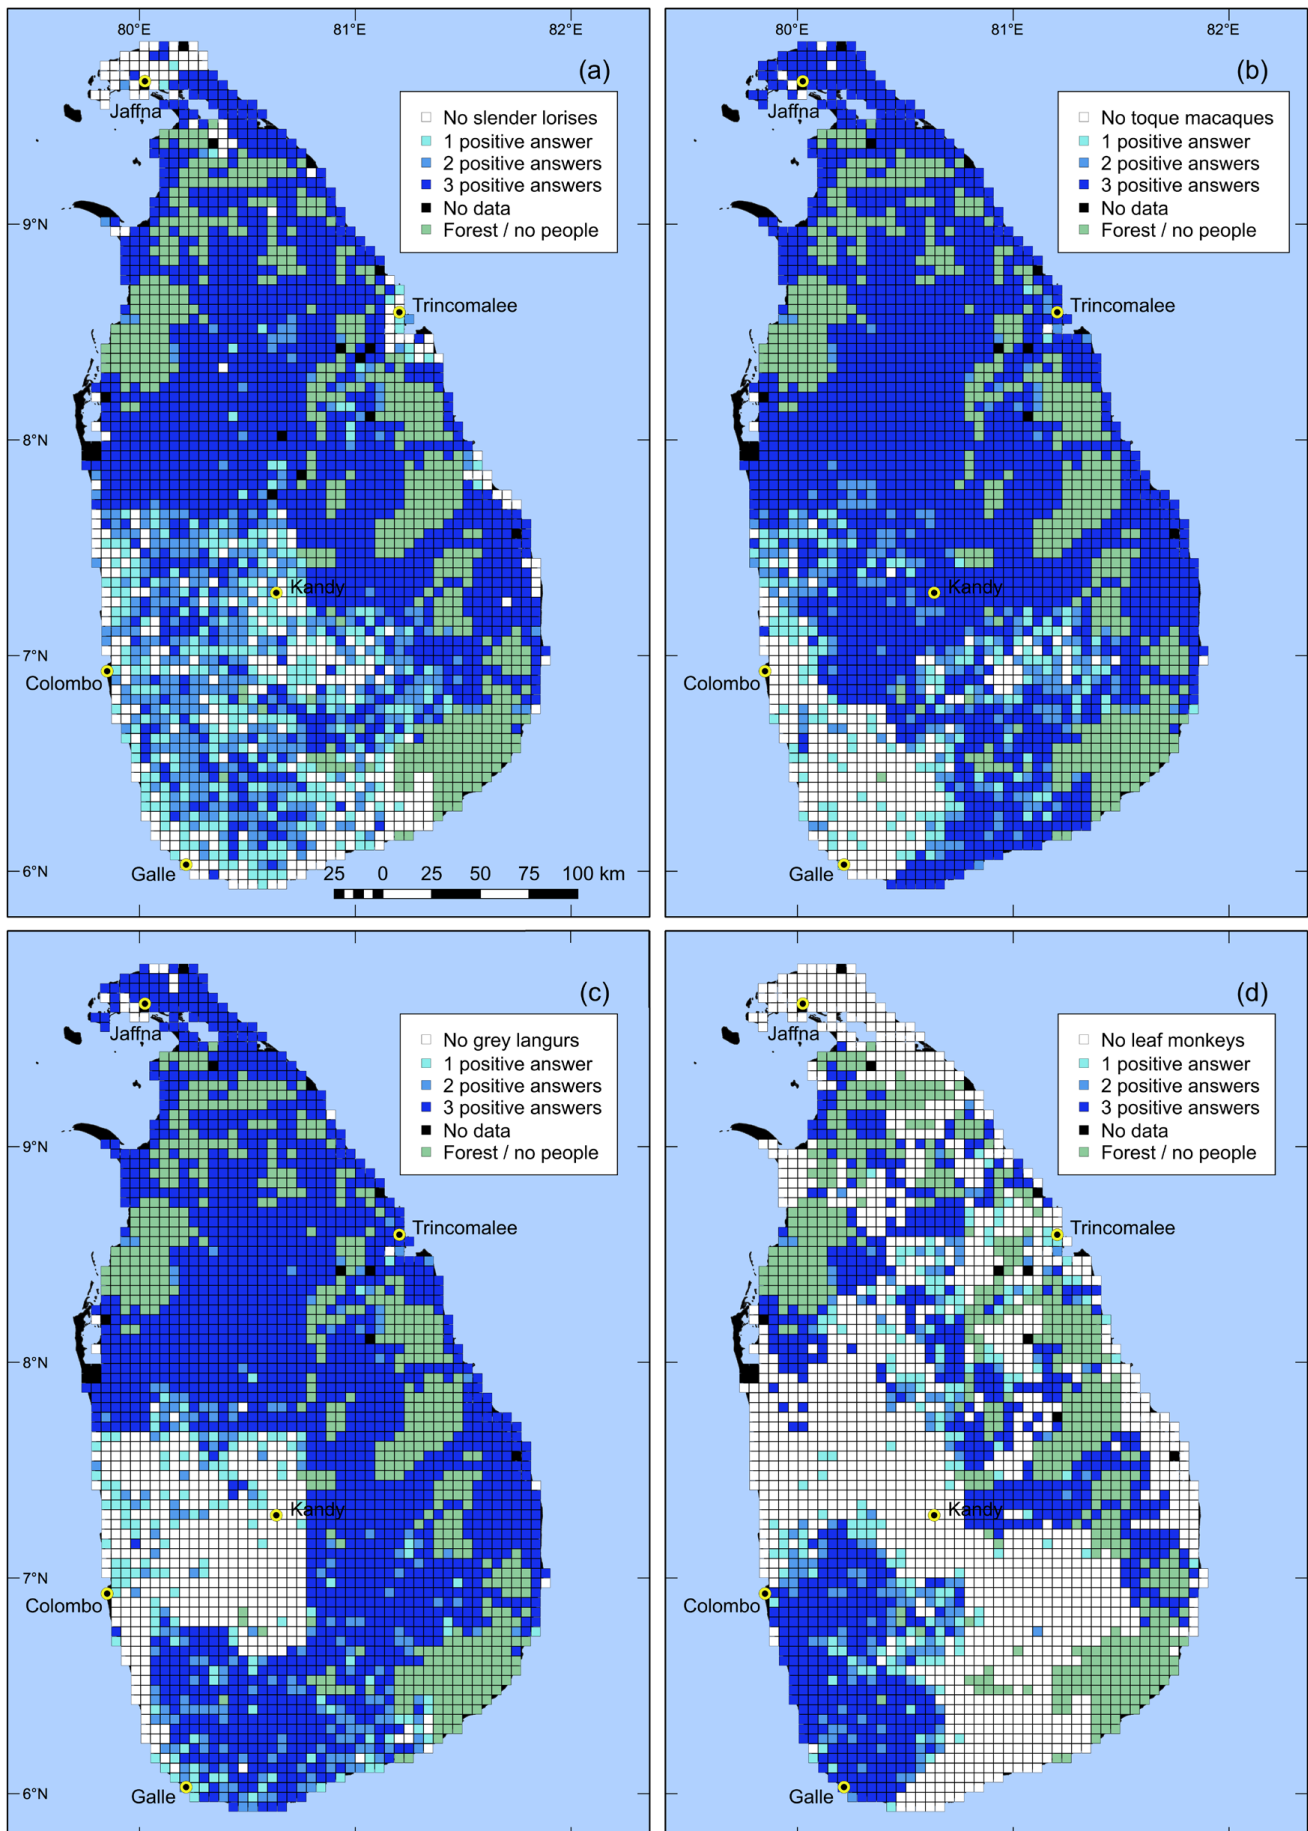 80°E 81°E 82°E
(a)
No slender lorises
1 positive answer
2 positive answers
3 positive answers
No data
Forest / no people
Jaffna
9°N
Trincomalee
8°N
Kandy
7°N
Colombo
Galle
6°N
25 0 25 50 75 100 km
80°E 81°E 82°E
(b)
No toque macaques
1 positive answer
2 positive answers
3 positive answers
No data
Forest / no people
Jaffna
Trincomalee
Kandy
Colombo
Galle
(c)
No grey langurs
1 positive answer
2 positive answers
3 positive answers
No data
Forest / no people
Jaffna
9°N
Trincomalee
8°N
Kandy
7°N
Colombo
Galle
6°N
(d)
No leaf monkeys
1 positive answer
2 positive answers
3 positive answers
No data
Forest / no people
Jaffna
Trincomalee
Kandy
Colombo
Galle